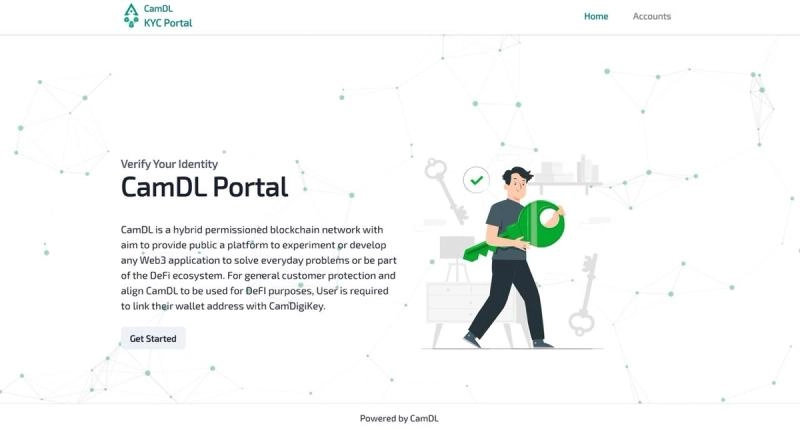 CamDL
KYC Portal
Home
Accounts
Verify Your Identity
CamDL Portal
CamDL is a hybrid permissioned blockchain network with
aim to provide public a platform to experiment or develop
any Web3 application to solve everyday problems or be part
of the DeFi ecosystem. For general customer protection and
align CamDL to be used for DeFI purposes, User is required
to link their wallet address with CamDigiKey.
Get Started
Powered by CamDL